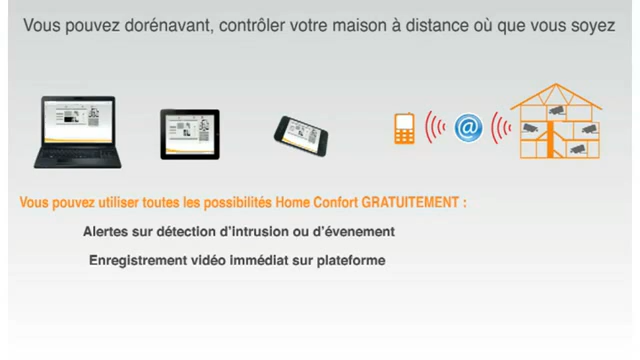 Vous pouvez dorénavant, contrôler votre maison à distance où que vous soyez
@
Vous pouvez utiliser toutes les possibilités Home Confort GRATUITEMENT :
Alertes sur détection d'intrusion ou d'évenement
Enregistrement vidéo immédiat sur plateforme